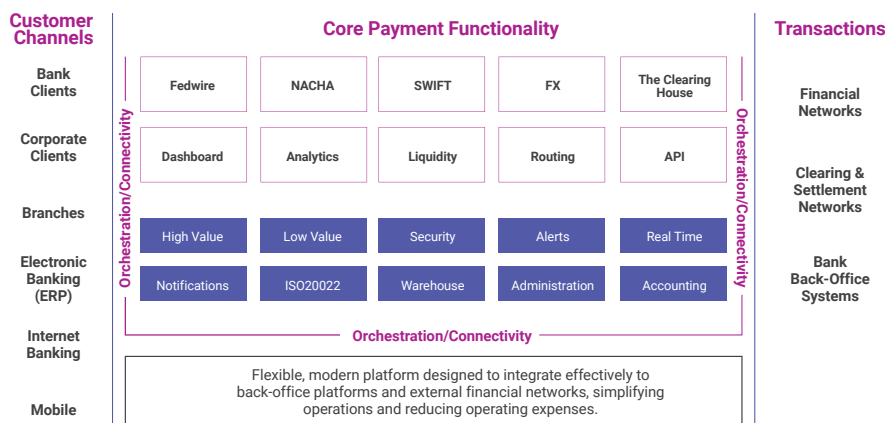 Customer
Channels
Bank
Clients
Corporate
Clients
Branches
Electronic
Banking
(ERP)
Internet
Banking
Mobile
Core Payment Functionality
Orchestration/Connectivity
Fedwire
NACHA
SWIFT
FX
The Clearing
House
Dashboard
Analytics
Liquidity
Routing
API
High Value
Low Value
Security
Alerts
Real Time
Notifications
ISO20022
Warehouse
Administration
Accounting
Orchestration/Connectivity
Orchestration/Connectivity
Flexible, modern platform designed to integrate effectively to
back-office platforms and external financial networks, simplifying
operations and reducing operating expenses.
Transactions
Financial
Networks
Clearing &
Settlement
Networks
Bank
Back-Office
Systems